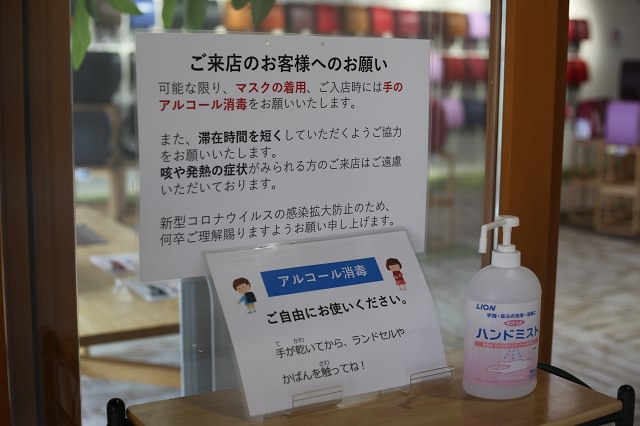 ご来店のお客様へのお願い
可能な限り、マスクの着用、ご入店時には手の
アルコール消毒をお願いいたします。
また、滞在時間を短くしていただくようご協力
をお願いいたします。
咳や発熱の症状がみられる方のご来店はご遠慮
いただいております。
新型コロナウイルスの感染拡大防止のため、
何卒ご理解賜りますようお願い申し上げます。
アルコール消毒
ご自由にお使いください。
て かわ
手が乾いてから、ランドセルや
さわ
かばんを触ってね！
LION
ハンドミスト